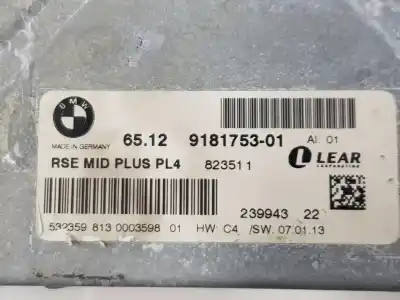 BMW
MADE IN GERMANY
65.12 9181753-01 AI. 01
RSE MID PLUS PL4 823511
LEAR
CORPORATION
239943 22
532359 813 0003598 01 HW: C4 /SW: 07.01.13